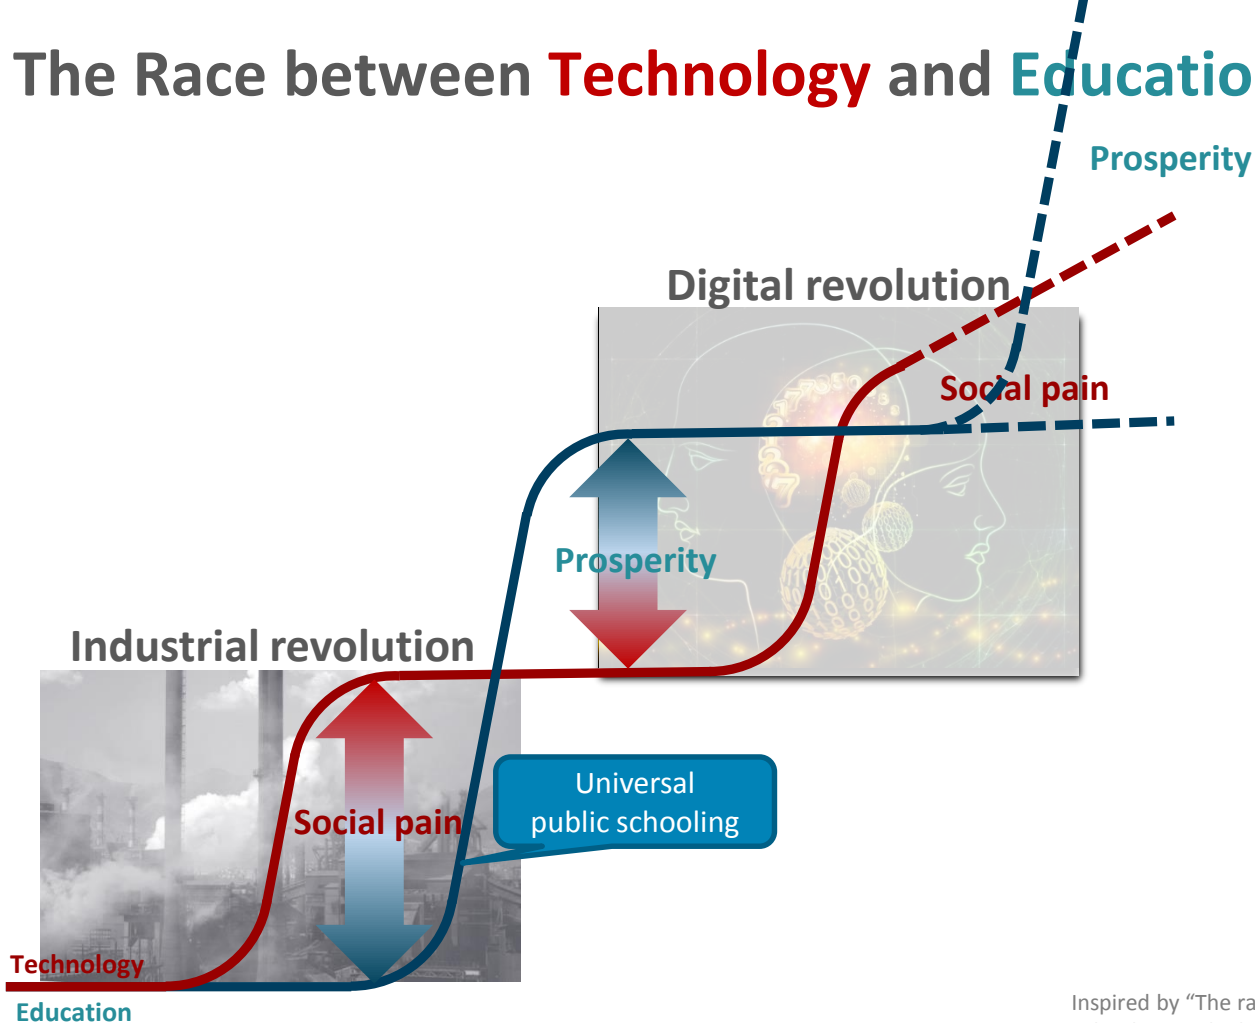 The Race between Technology and Educatio
Prosperity
Digital revolution
Social pain
Prosperity
Industrial revolution
Universal
public schooling
Social pain
Technology
Education
Inspired by “The ra